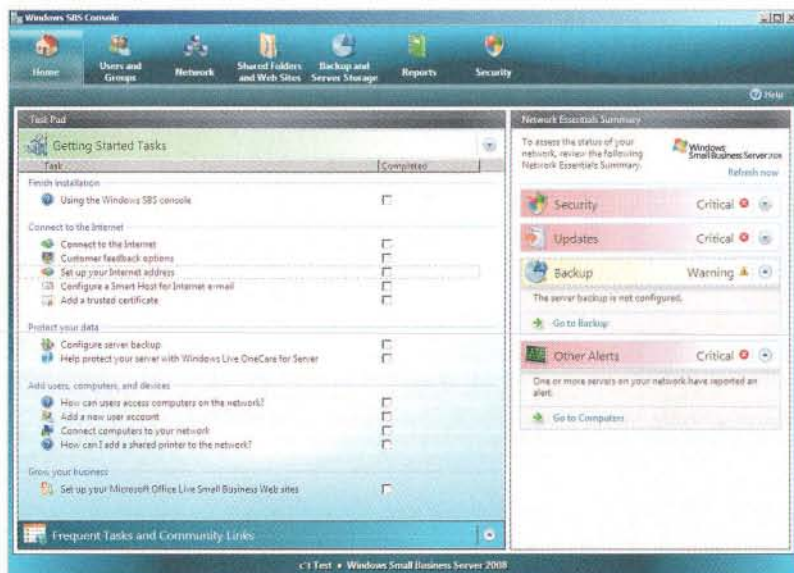 Windows SBS Console
Home
Users and Groups
Network
Shared Folders and Web Sites
Backup and Server Storage
Reports
Security
Help
Task Pad
Getting Started Tasks
Task
Completed
Finish installation
Using the Windows SBS console
Connect to the Internet
Connect to the Internet
Customer feedback options
Set up your Internet address
Configure a Smart Host for Internet e-mail
Add a trusted certificate
Protect your data
Configure server backup
Help protect your server with Windows Live OneCare for Server
Add users, computers, and devices
How can users access computers on the network?
Add a new user account
Connect computers to your network
How can I add a shared printer to the network?
Grow your business
Set up your Microsoft Office Live Small Business Web sites
Frequent Tasks and Community Links
Network Essentials Summary
To assess the status of your
network, review the following
Network Essentials Summary.
Windows
Small Business Server 2008
Refresh now
Security Critical
Updates Critical
Backup Warning
The server backup is not configured.
Go to Backup
Other Alerts Critical
One or more servers on your network have reported an
alert.
Go to Computers
c't Test • Windows Small Business Server 2008